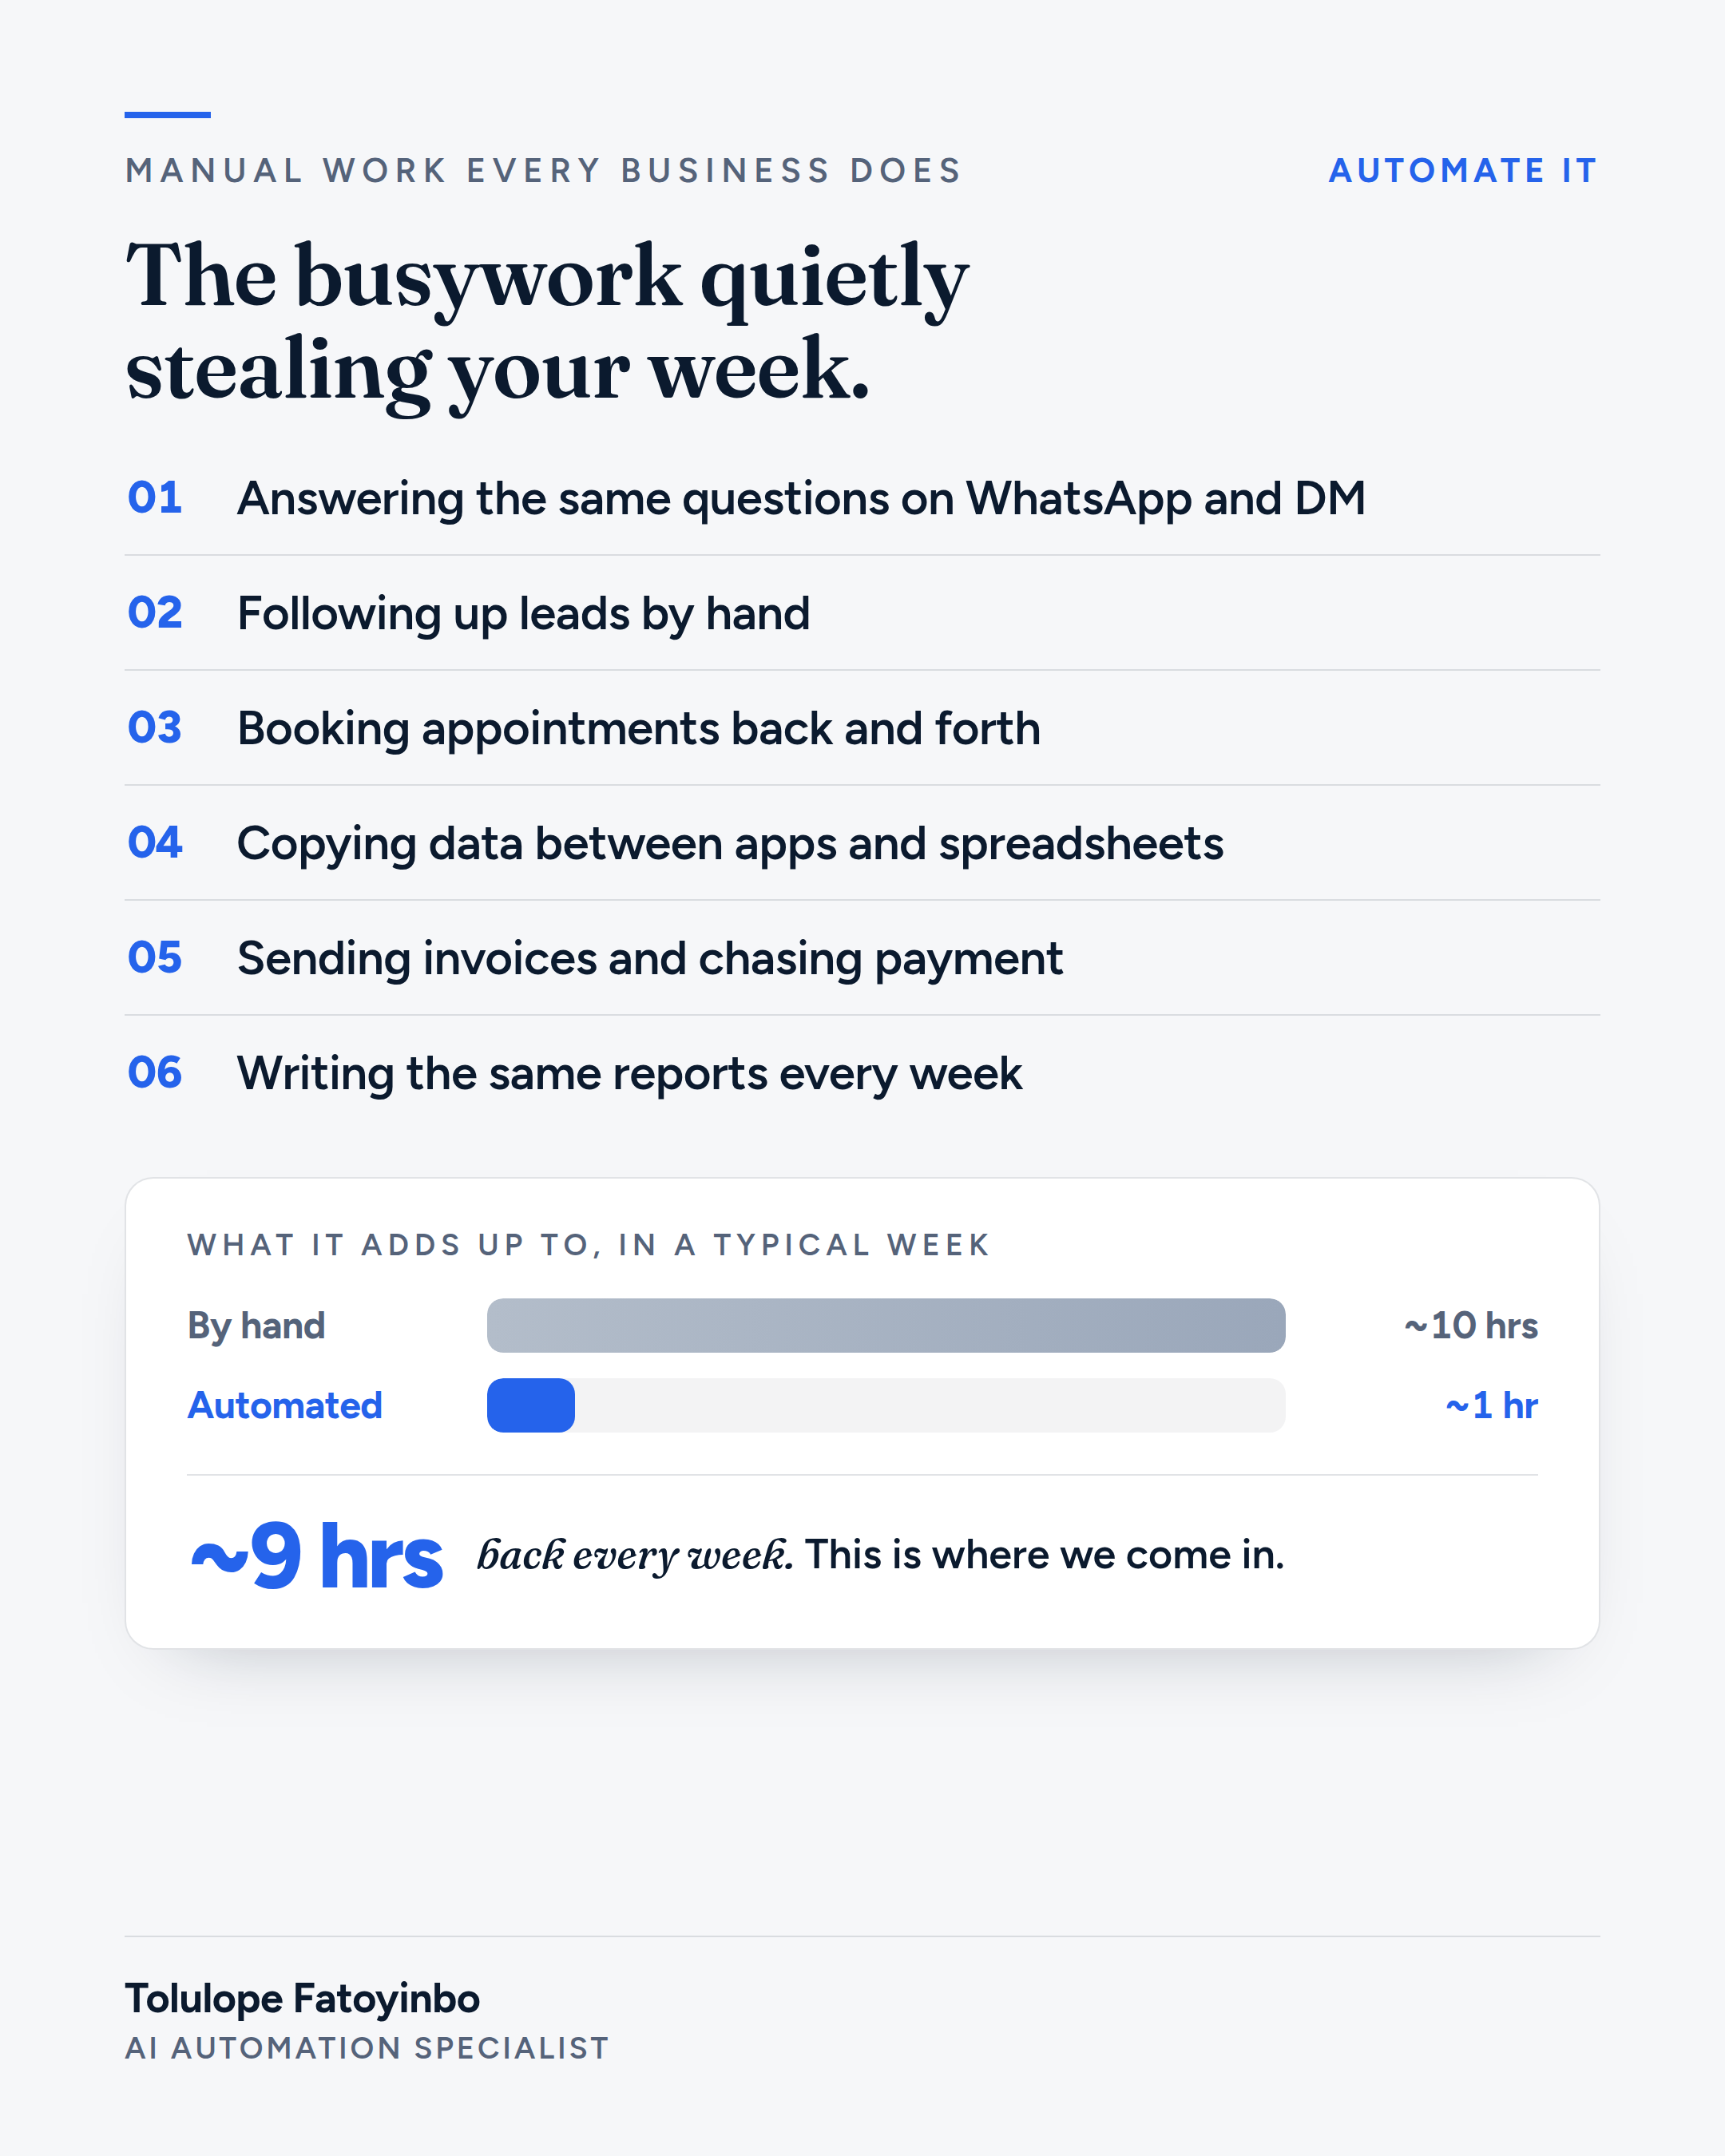 MANUAL WORK EVERY BUSINESS DOES
AUTOMATE IT
The busywork quietly
stealing your week.
01 Answering the same questions on WhatsApp and DM
02 Following up leads by hand
03 Booking appointments back and forth
04 Copying data between apps and spreadsheets
05 Sending invoices and chasing payment
06 Writing the same reports every week
WHAT IT ADDS UP TO, IN A TYPICAL WEEK
By hand ~10 hrs
Automated ~1 hr
~9 hrs back every week. This is where we come in.
Tolulope Fatoyinbo
AI AUTOMATION SPECIALIST